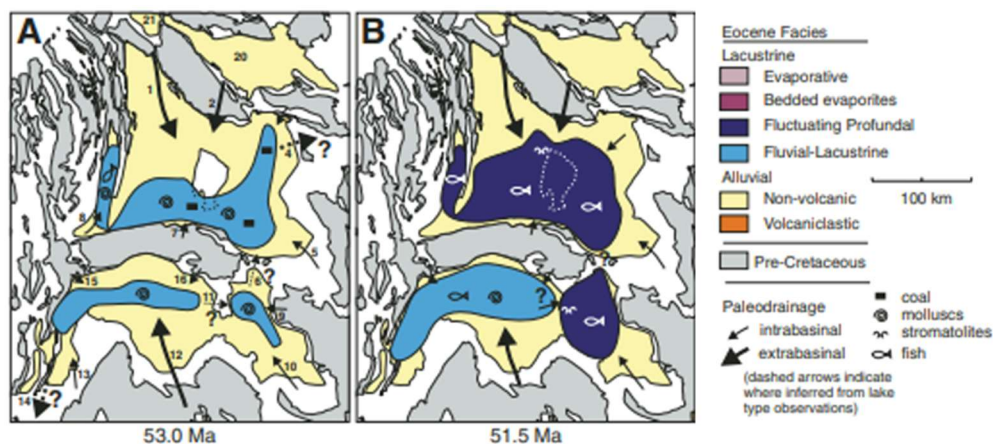 A
21
20
1
2
4
?
8
7
5
15
16
6
?
11
?
9
12
10
13
14
?
53.0 Ma
B
?
51.5 Ma
Eocene Facies
Lacustrine
Evaporative
Bedded evaporites
Fluctuating Profundal
Fluvial-Lacustrine
Alluvial
Non-volcanic
Volcaniclastic
Pre-Cretaceous
100 km
Paleodrainage
intrabasinal
extrabasinal
(dashed arrows indicate
where inferred from lake
type observations)
coal
molluscs
stromatolites
fish